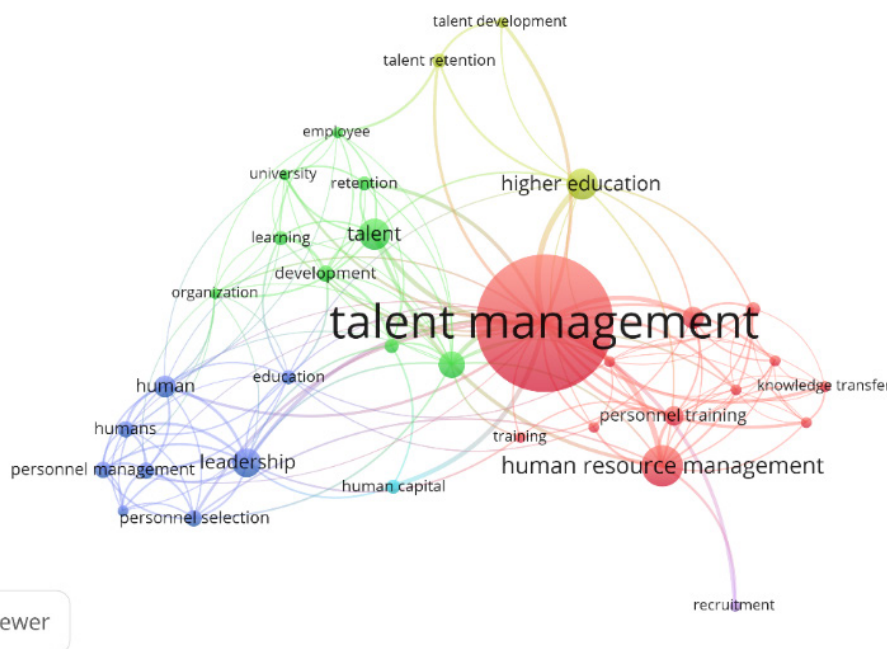 talent development
talent retention
employee
university
retention
higher education
learning
talent
development
organization
talent management
human
education
knowledge transfer
personnel training
humans
training
personnel management
leadership
human resource management
human capital
personnel selection
recruitment
ewer